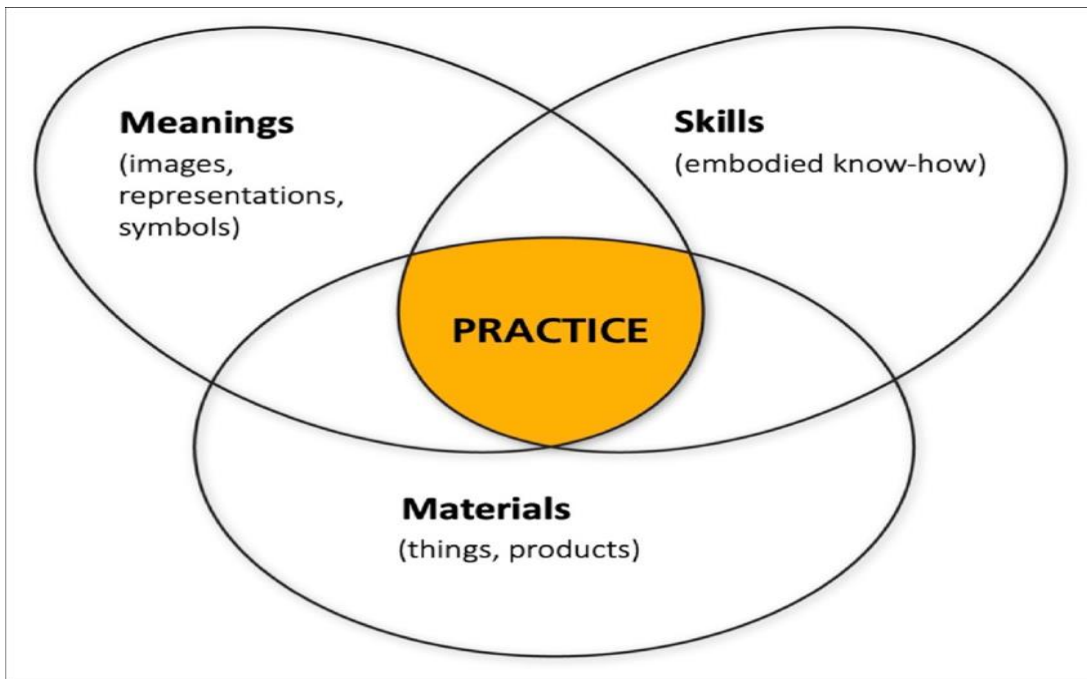 Meanings
(images,
representations,
symbols)
Skills
(embodied know-how)
PRACTICE
Materials
(things, products)